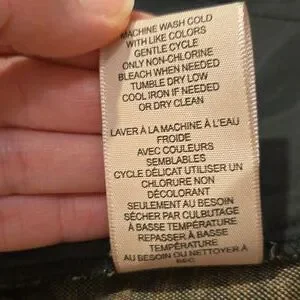 MACHINE WASH COLD
WITH LIKE COLORS
GENTLE CYCLE
ONLY NON-CHLORINE
BLEACH WHEN NEEDED
TUMBLE DRY LOW
COOL IRON IF NEEDED
OR DRY CLEAN
LAVER À LA MACHINE À L'EAU
FROIDE
AVEC COULEURS
SEMBLABLES
CYCLE DÉLICAT UTILISER UN
CHLORURE NON
DÉCOLORANT
SEULEMENT AU BESOIN
SÉCHER PAR CULBUTAGE
À BASSE TEMPÉRATURE
REPASSER À BASSE
TEMPÉRATURE
AU BESOIN OU NETTOYER À
SEC